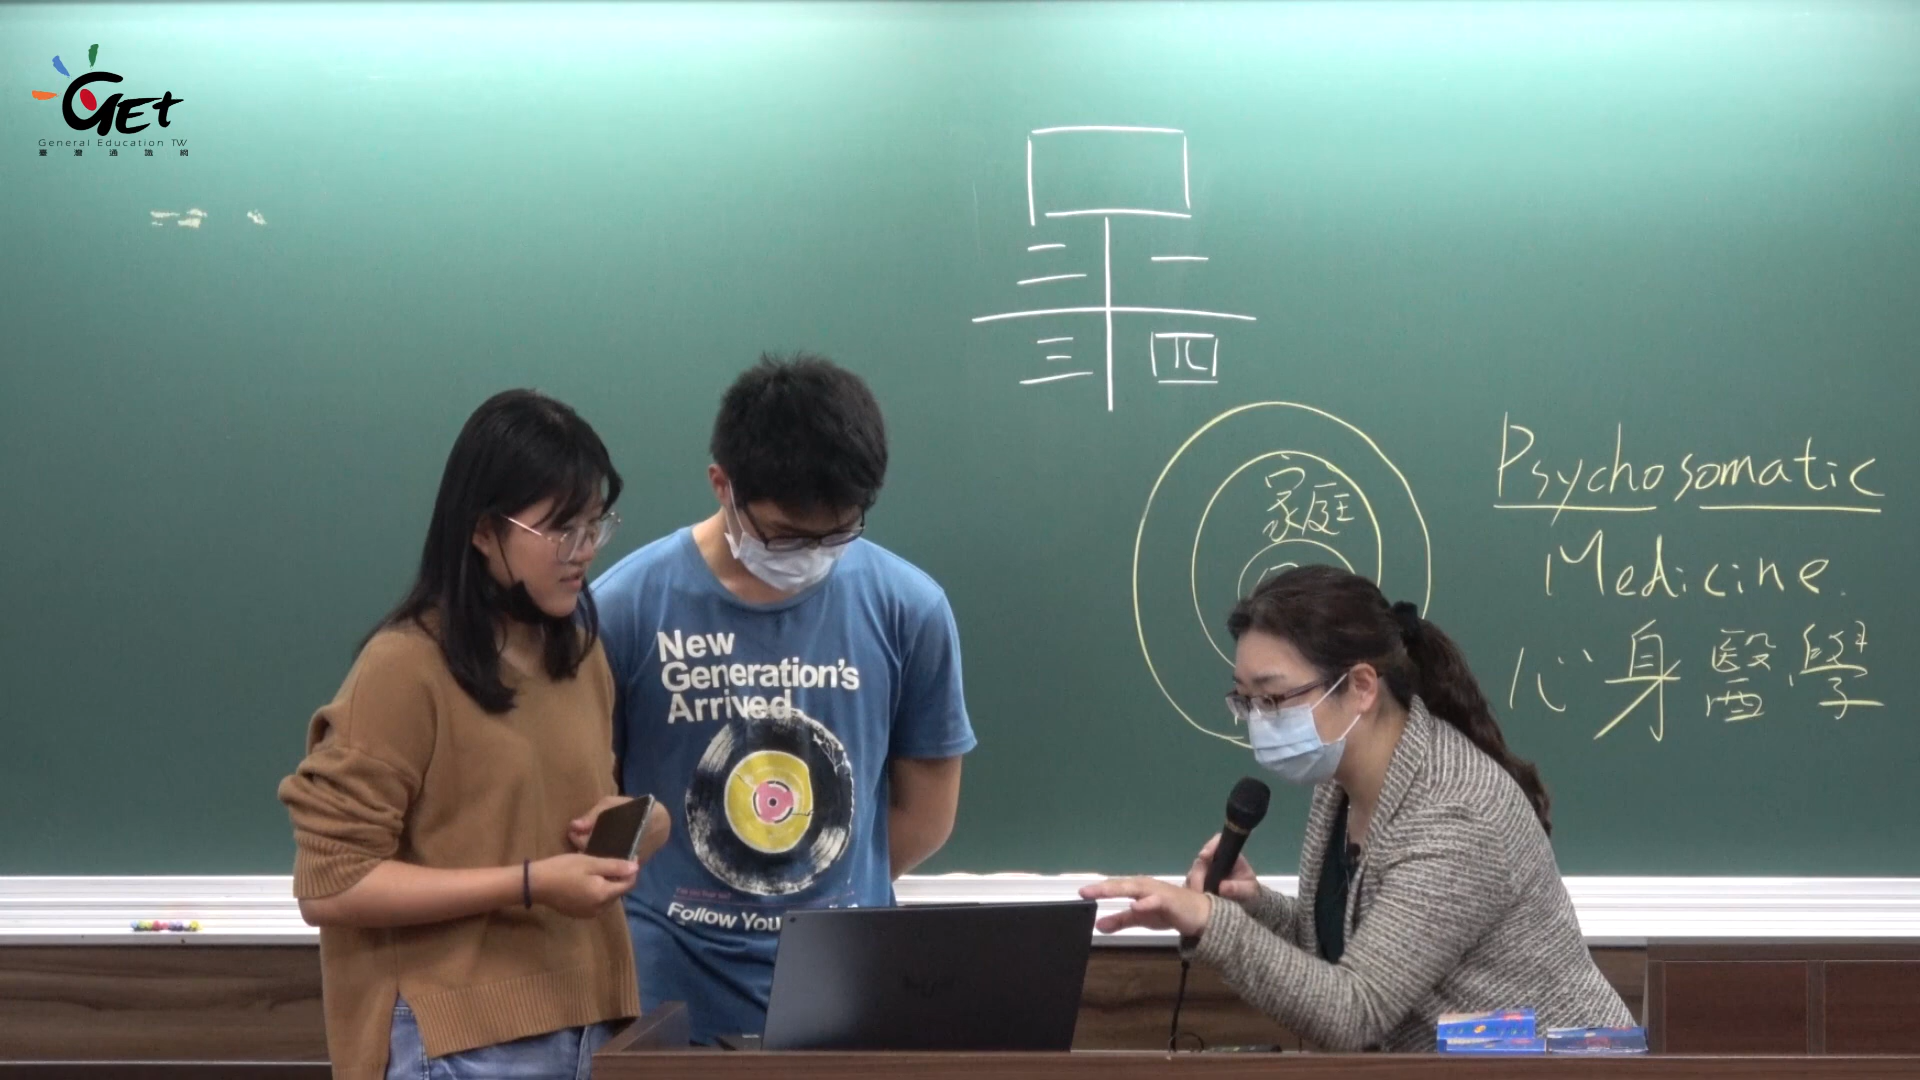 GET
General Education TW
臺灣通識網
二 一
三 四
家庭
Psychosomatic
Medicine.
心身醫學
New
Generation's
Arrived
Follow You